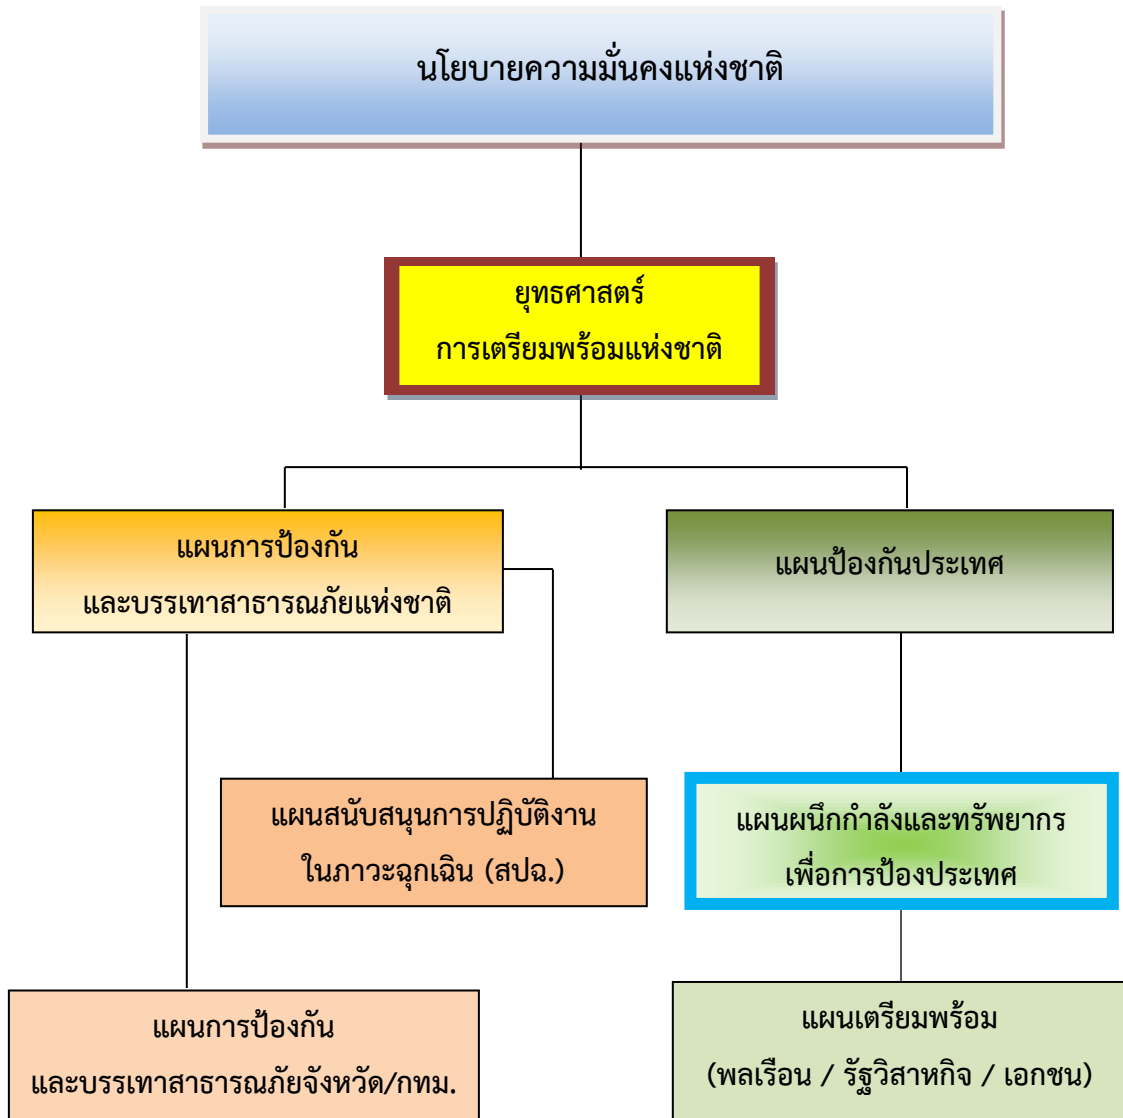 นโยบายความมั่นคงแห่งชาติ
ยุทธศาสตร์
การเตรียมพร้อมแห่งชาติ
แผนการป้องกัน
และบรรเทาสาธารณภัยแห่งชาติ
แผนป้องกันประเทศ
แผนสนับสนุนการปฏิบัติงาน
ในภาวะฉุกเฉิน (สปฉ.)
แผนผนึกกำลังและทรัพยากร
เพื่อการป้องประเทศ
แผนการป้องกัน
และบรรเทาสาธารณภัยจังหวัด/กทม.
แผนเตรียมพร้อม
(พลเรือน / รัฐวิสาหกิจ / เอกชน)